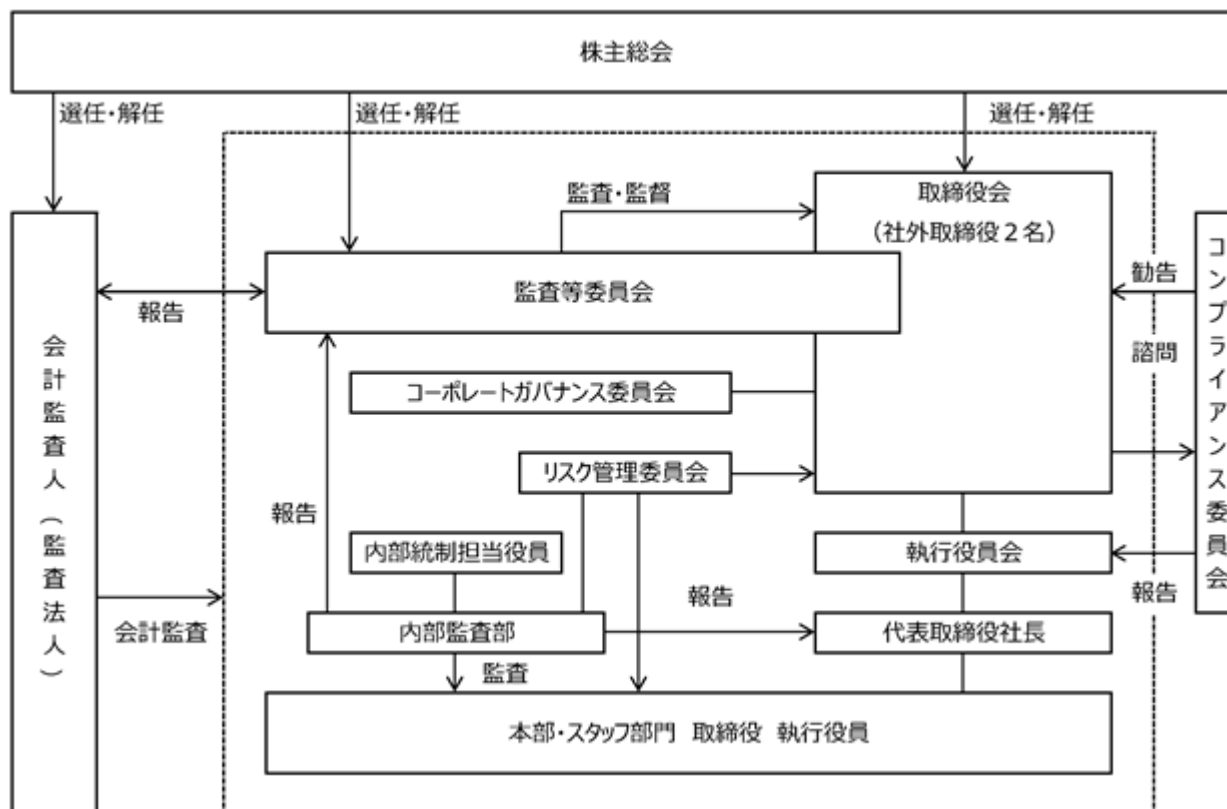 株主総会
選任・解任
選任・解任
選任・解任
監査・監督
取締役会
（社外取締役２名）
監査等委員会
報告
勧告
諮問
コンプライアンス委員会
会計監査人（監査法人）
コーポレートガバナンス委員会
リスク管理委員会
報告
内部統制担当役員
執行役員会
報告
報告
会計監査
内部監査部
代表取締役社長
監査
本部・スタッフ部門 取締役 執行役員